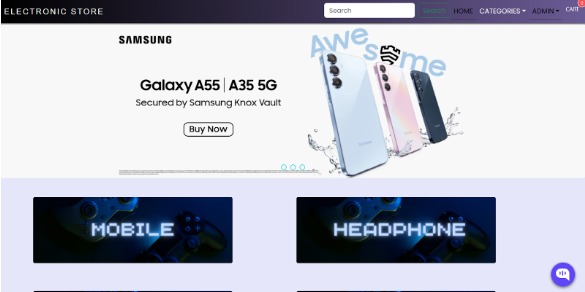 ELECTRONIC STORE
Search
Search
HOME
CATEGORIES
ADMIN
CART
SAMSUNG
Awesome
Galaxy A55 | A35 5G
Secured by Samsung Knox Vault
Buy Now
MOBILE
HEADPHONE